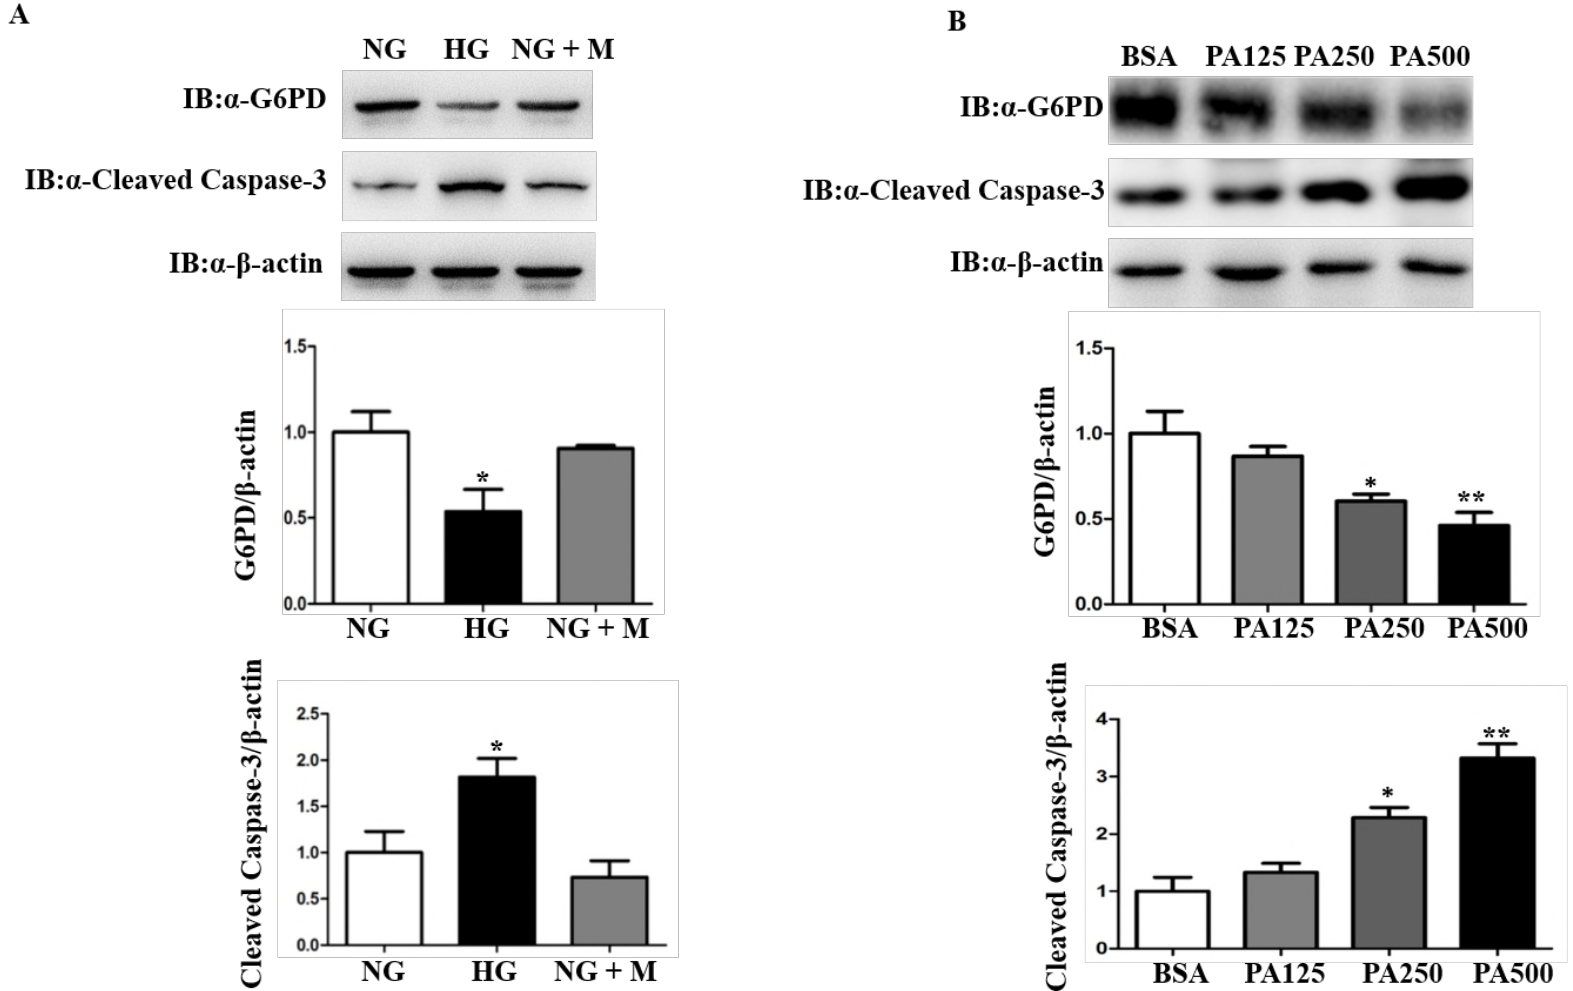 A
NG HG NG + M
IB:α-G6PD
IB:α-Cleaved Caspase-3
IB:α-β-actin
G6PD/β-actin
1.5
1.0
0.5
0.0
*
NG HG NG + M
Cleaved Caspase-3/β-actin
2.5
2.0
1.5
1.0
0.5
0.0
*
NG HG NG + M
B
BSA PA125 PA250 PA500
IB:α-G6PD
IB:α-Cleaved Caspase-3
IB:α-β-actin
G6PD/β-actin
1.5
1.0
0.5
0.0
* **
BSA PA125 PA250 PA500
Cleaved Caspase-3/β-actin
4
3
2
1
0
* **
BSA PA125 PA250 PA500